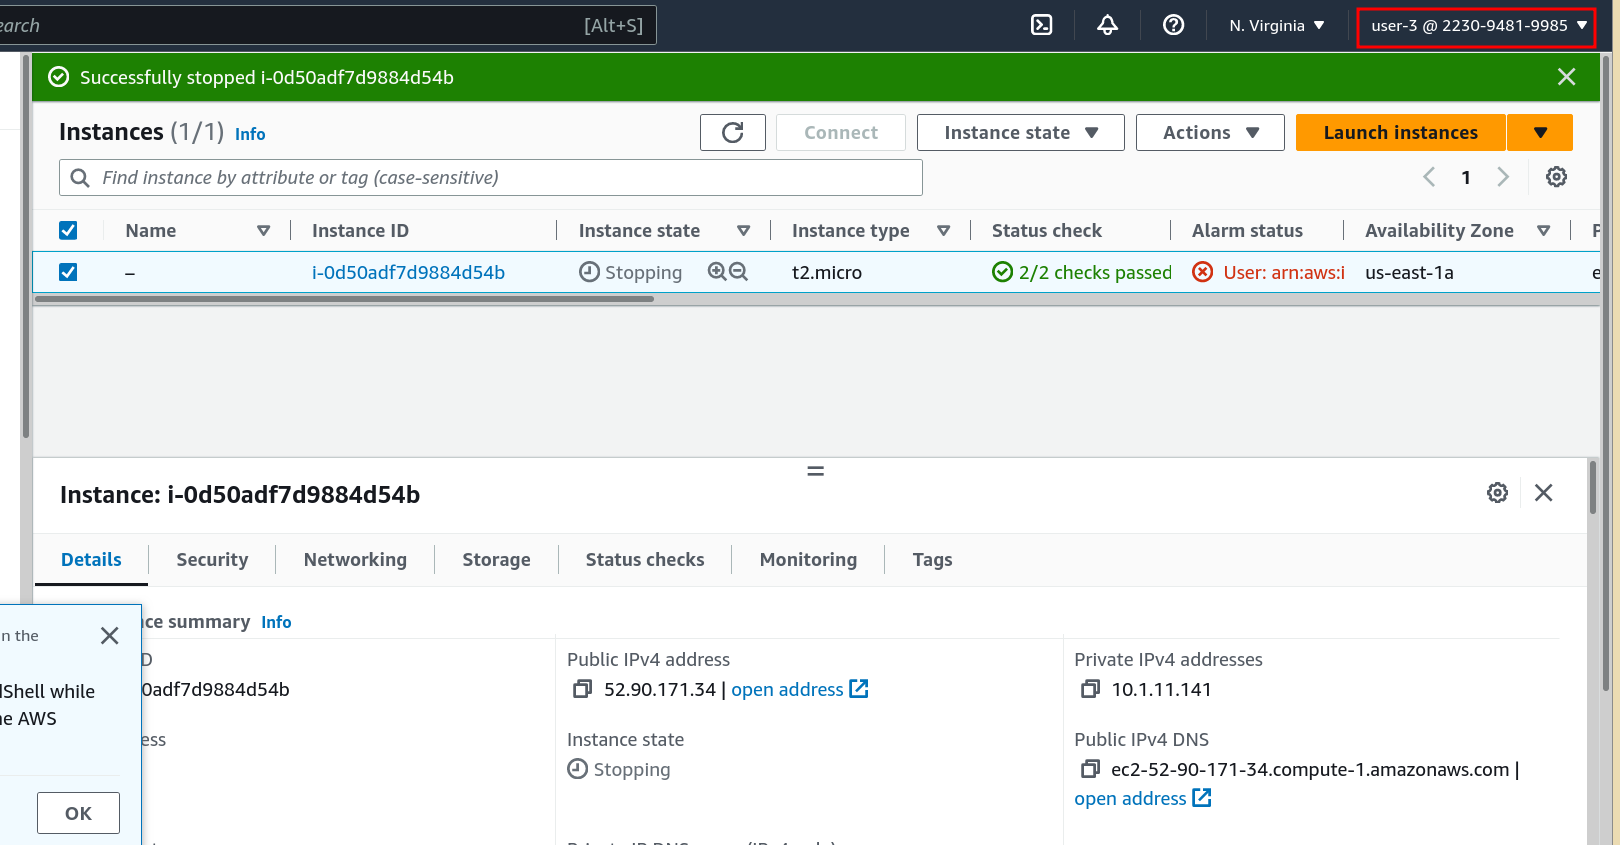 earch [Alt+S] N. Virginia user-3 @ 2230-9481-9985
Successfully stopped i-0d50adf7d9884d54b
Instances (1/1) Info Connect Instance state Actions Launch instances
Find instance by attribute or tag (case-sensitive) 1
Name Instance ID Instance state Instance type Status check Alarm status Availability Zone P
– i-0d50adf7d9884d54b Stopping t2.micro 2/2 checks passed User: arn:aws:i us-east-1a e
Instance: i-0d50adf7d9884d54b
Details Security Networking Storage Status checks Monitoring Tags
ce summary Info
n the
D Public IPv4 address Private IPv4 addresses
0adf7d9884d54b 52.90.171.34 | open address 10.1.11.141
lShell while
e AWS
ess Instance state Public IPv4 DNS
Stopping ec2-52-90-171-34.compute-1.amazonaws.com |
open address
OK